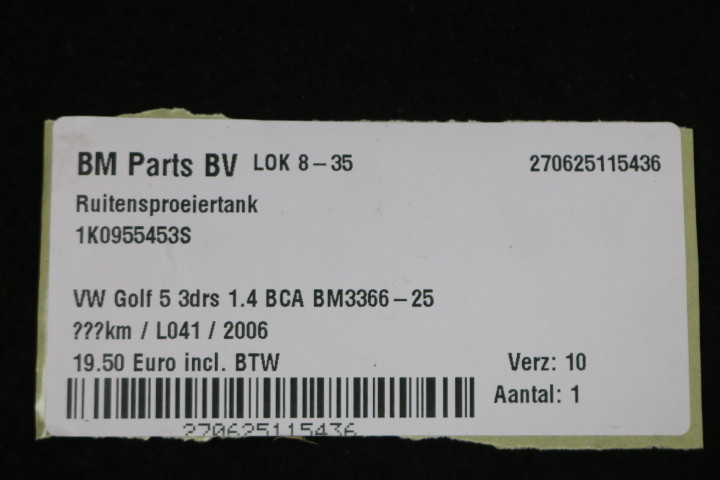 BM Parts BV LOK 8-35 270625115436
Ruitensproeiertank
1K0955453S
VW Golf 5 3drs 1.4 BCA BM3366-25
???km / L041 / 2006
19.50 Euro incl. BTW Verz: 10
Aantal: 1
270625115436